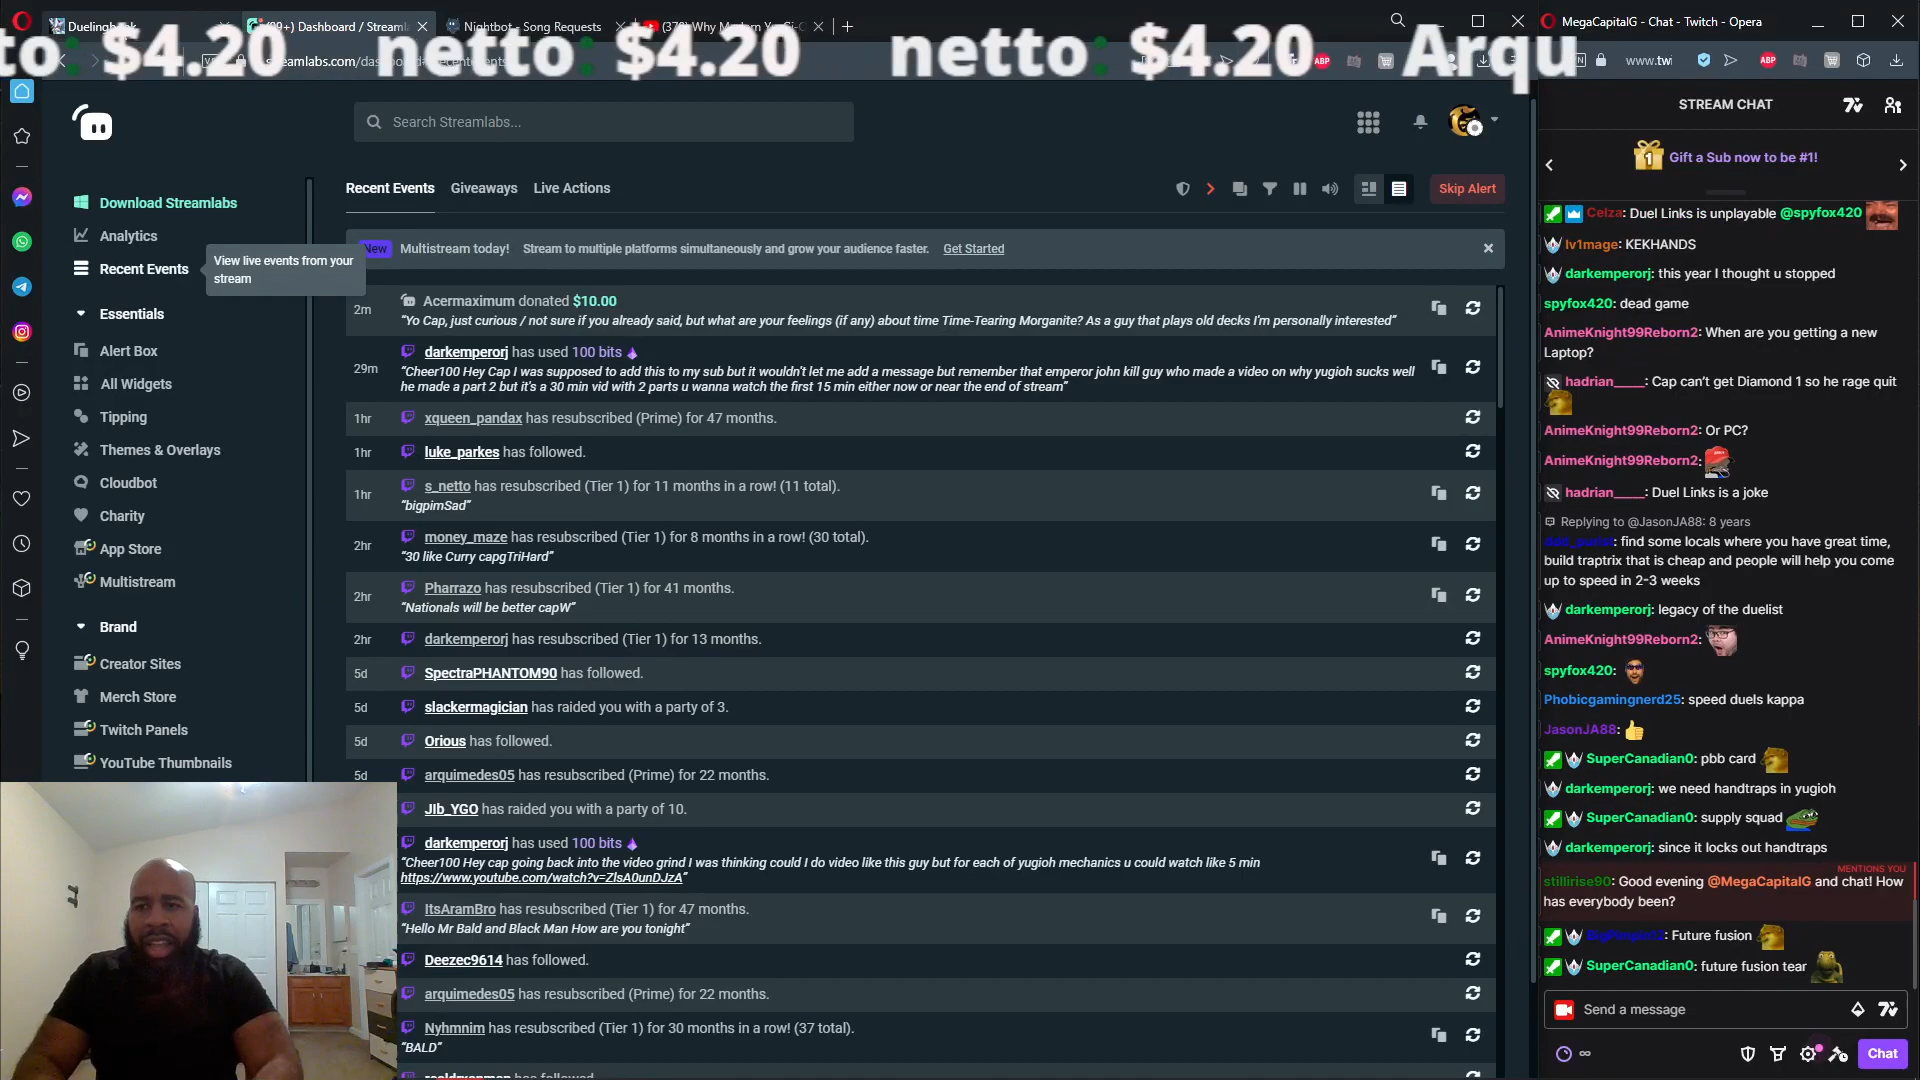 Duelingbook
(99+) Dashboard / Streaml
Nightbot - Song Requests
MegaCapitalG - Chat - Twitch - Opera
to: $4.20 netto: $4.20 netto: $4.20 Arqu
www.tw
STREAM CHAT
Search Streamlabs...
Gift a Sub now to be #1!
Recent Events
Giveaways
Live Actions
Skip Alert
New
Multistream today!
Stream to multiple platforms simultaneously and grow your audience faster.
Get Started
Download Streamlabs
Analytics
Recent Events
View live events from your
stream
Essentials
Alert Box
All Widgets
Tipping
Themes & Overlays
Cloudbot
Charity
App Store
Multistream
Brand
Creator Sites
Merch Store
Twitch Panels
YouTube Thumbnails
2m
Acermaximum donated $10.00
“Yo Cap, just curious / not sure if you already said, but what are your feelings (if any) about time Time-Tearing Morganite? As a guy that plays old decks I'm personally interested”
29m
darkemperorj has used 100 bits
“Cheer100 Hey Cap I was supposed to add this to my sub but it wouldn't let me add a message but remember that emperor john kill guy who made a video on why yugioh sucks well
he made a part 2 but it's a 30 min vid with 2 parts u wanna watch the first 15 min either now or near the end of stream”
1hr
xqueen_pandax has resubscribed (Prime) for 47 months.
1hr
luke_parkes has followed.
1hr
s_netto has resubscribed (Tier 1) for 11 months in a row! (11 total).
“bigpimSad”
2hr
money_maze has resubscribed (Tier 1) for 8 months in a row! (30 total).
“30 like Curry capgTriHard”
2hr
Pharrazo has resubscribed (Tier 1) for 41 months.
“Nationals will be better capW”
2hr
darkemperorj has resubscribed (Tier 1) for 13 months.
5d
SpectraPHANTOM90 has followed.
5d
slackermagician has raided you with a party of 3.
5d
Orious has followed.
5d
arquimedes05 has resubscribed (Prime) for 22 months.
JIb_YGO has raided you with a party of 10.
darkemperorj has used 100 bits
“Cheer100 Hey cap going back into the video grind I was thinking could I do video like this guy but for each of yugioh mechanics u could watch like 5 min
https://www.youtube.com/watch?v=ZlsA0unDJzA”
ItsAramBro has resubscribed (Tier 1) for 47 months.
“Hello Mr Bald and Black Man How are you tonight”
Deezec9614 has followed.
arquimedes05 has resubscribed (Prime) for 22 months.
Nyhmnim has resubscribed (Tier 1) for 30 months in a row! (37 total).
“BALD”
Celza: Duel Links is unplayable @spyfox420
lv1mage: KEKHANDS
darkemperorj: this year I thought u stopped
spyfox420: dead game
AnimeKnight99Reborn2: When are you getting a new
Laptop?
hadrian_____: Cap can't get Diamond 1 so he rage quit
AnimeKnight99Reborn2: Or PC?
AnimeKnight99Reborn2:
hadrian_____: Duel Links is a joke
Replying to @JasonJA88: 8 years
find some locals where you have great time,
build traptrix that is cheap and people will help you come
up to speed in 2-3 weeks
darkemperorj: legacy of the duelist
AnimeKnight99Reborn2:
spyfox420:
Phobicgamingnerd25: speed duels kappa
JasonJA88:
SuperCanadian0: pbb card
darkemperorj: we need handtraps in yugioh
SuperCanadian0: supply squad
darkemperorj: since it locks out handtraps
MENTIONS YOU
stillirise90: Good evening @MegaCapitalG and chat! How
has everybody been?
Future fusion
SuperCanadian0: future fusion tear
Send a message
Chat